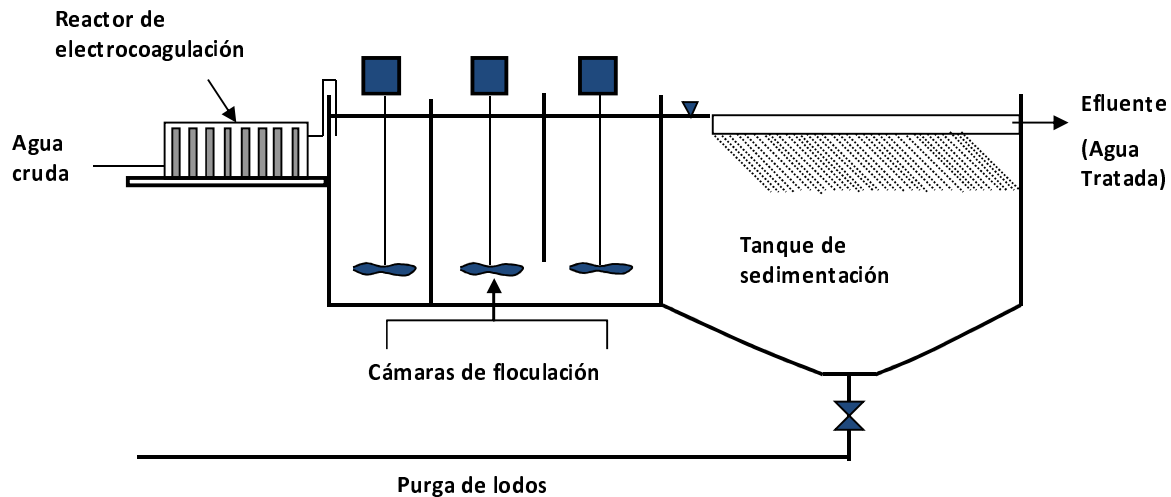 Reactor de
electrocoagulación
Agua
cruda
Efluente
(Agua
Tratada)
Tanque de
sedimentación
Cámaras de floculación
Purga de lodos